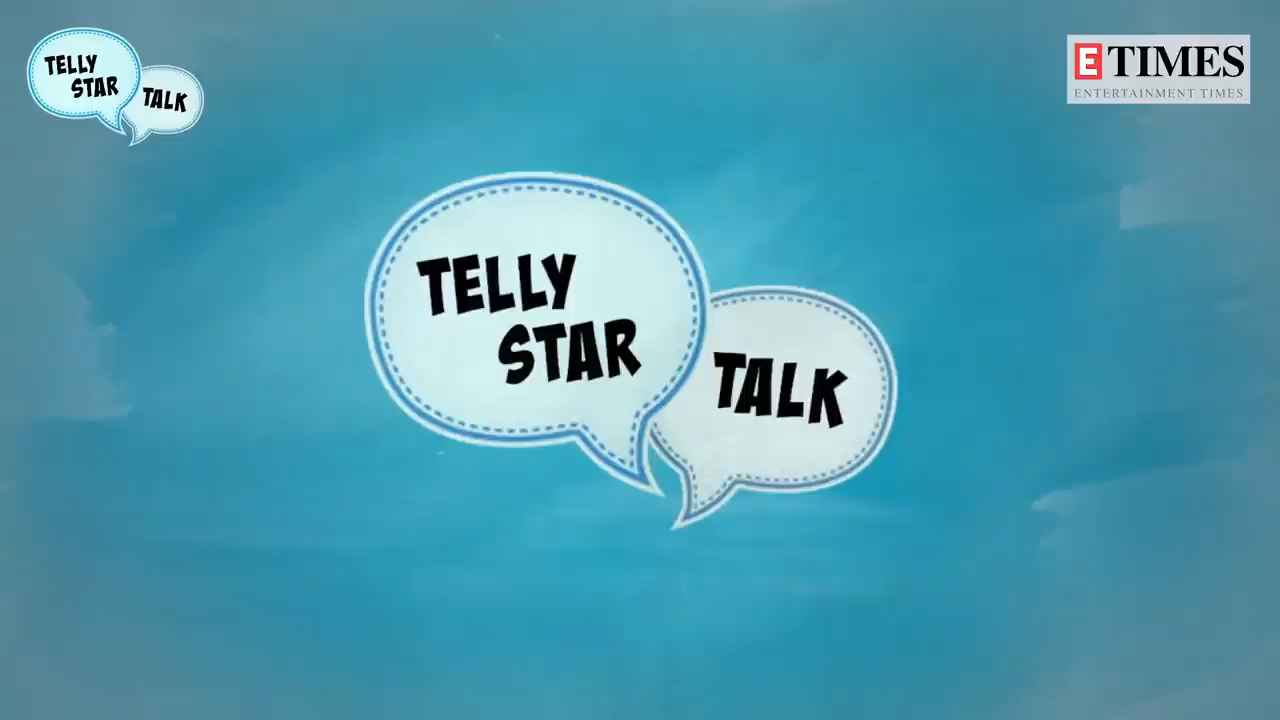 TELLY
STAR
TALK
ETIMES
ENTERTAINMENT TIMES
TELLY
STAR
TALK